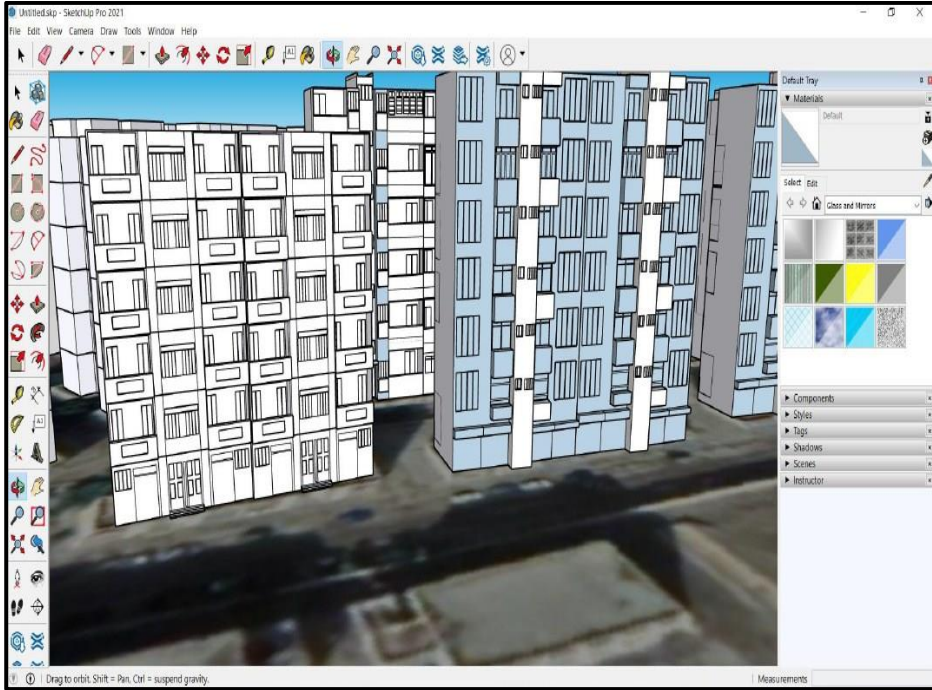 Untitled.skp - SketchUp Pro 2021
File Edit View Camera Draw Tools Window Help
Default Tray
Materials
Default
Select Edit
Glass and Mirrors
Components
Styles
Tags
Shadows
Scenes
Instructor
Drag to orbit. Shift = Pan, Ctrl = suspend gravity.
Measurements